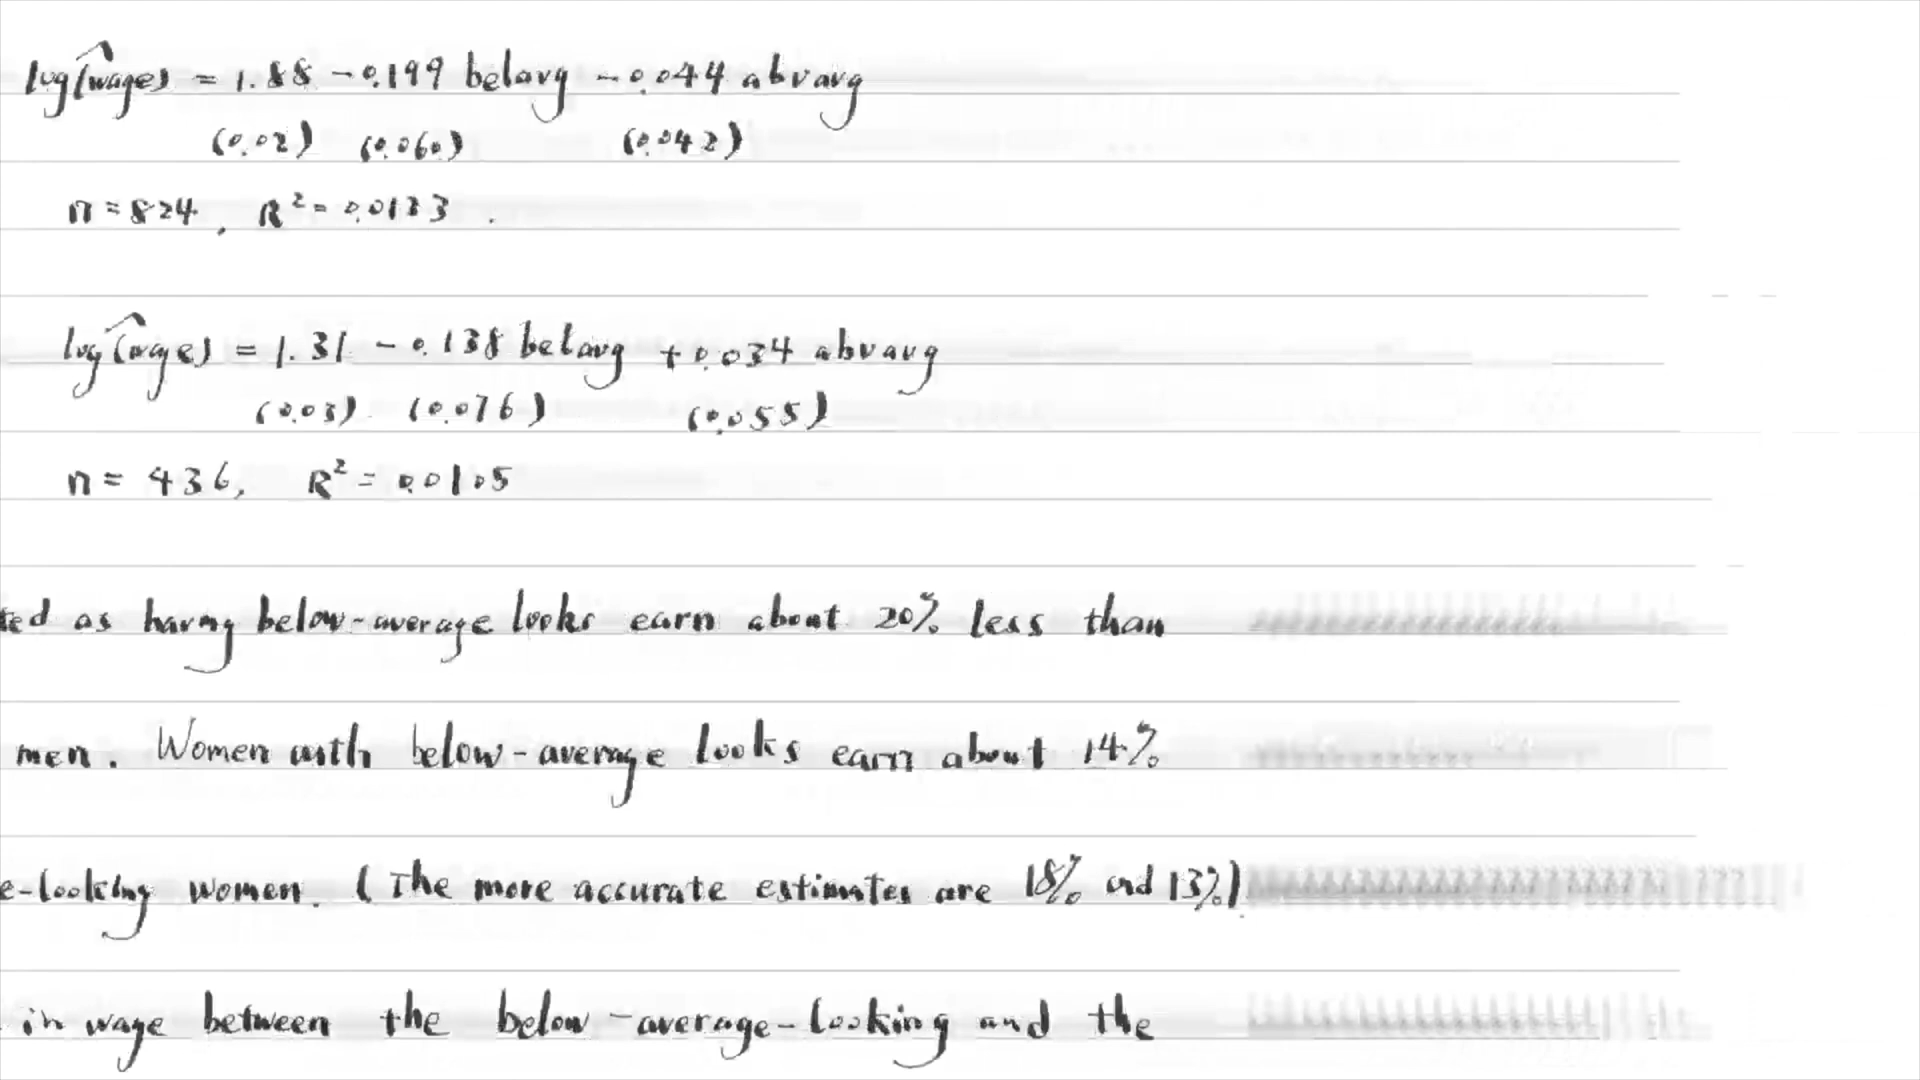 log(wage) = 1.88 - 0.199 belavg - 0.044 abvavg
(0.02) (0.060) (0.042)
n = 824, R² = 0.0133.
log(wage) = 1.31 - 0.138 belavg + 0.034 abvavg
(0.03) (0.076) (0.055)
n = 436, R² = 0.0105
ted as having below-average looks earn about 20% less than
men. Women with below-average looks earn about 14%
e-looking women. (The more accurate estimates are 18% and 13%).
in wage between the below-average-looking and the